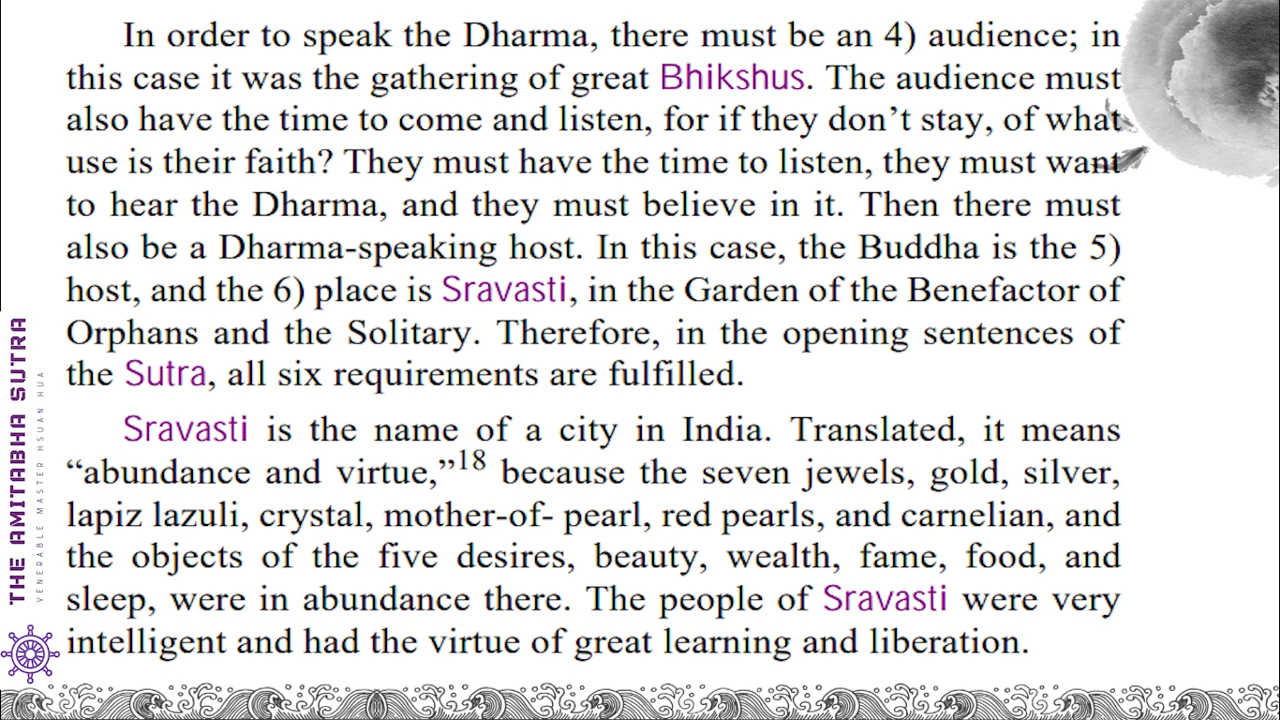 In order to speak the Dharma, there must be an 4) audience; in
this case it was the gathering of great Bhikshus. The audience must
also have the time to come and listen, for if they don’t stay, of what
use is their faith? They must have the time to listen, they must want
to hear the Dharma, and they must believe in it. Then there must
also be a Dharma-speaking host. In this case, the Buddha is the 5)
host, and the 6) place is Sravasti, in the Garden of the Benefactor of
Orphans and the Solitary. Therefore, in the opening sentences of
the Sutra, all six requirements are fulfilled.
Sravasti is the name of a city in India. Translated, it means
“abundance and virtue,”18 because the seven jewels, gold, silver,
lapiz lazuli, crystal, mother-of- pearl, red pearls, and carnelian, and
the objects of the five desires, beauty, wealth, fame, food, and
sleep, were in abundance there. The people of Sravasti were very
intelligent and had the virtue of great learning and liberation.
THE AMITABHA SUTRA
VENERABLE MASTER HSUAN HUA